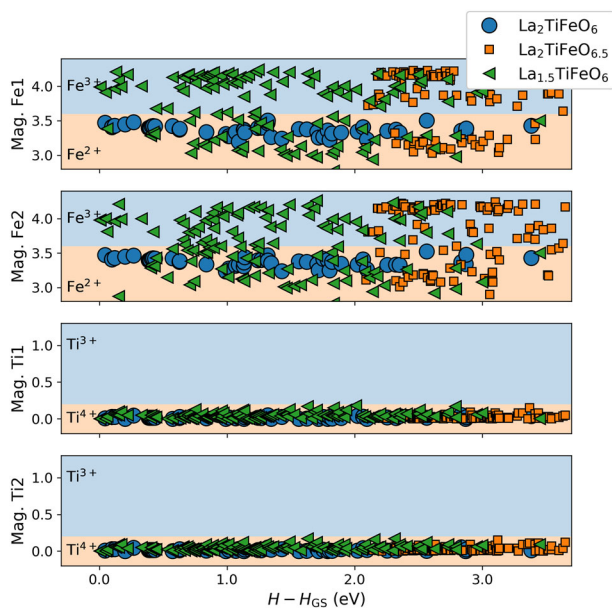 La₂TiFeO₆
La₂TiFeO₆.₅
La₁.₅TiFeO₆
Mag. Fe1
4.0
3.5
3.0
Fe³⁺
Fe²⁺
Mag. Fe2
4.0
3.5
3.0
Fe³⁺
Fe²⁺
Mag. Ti1
1.0
0.5
0.0
Ti³⁺
Ti⁴⁺
Mag. Ti2
1.0
0.5
0.0
Ti³⁺
Ti⁴⁺
0.0 1.0 2.0 3.0
H − H_GS (eV)